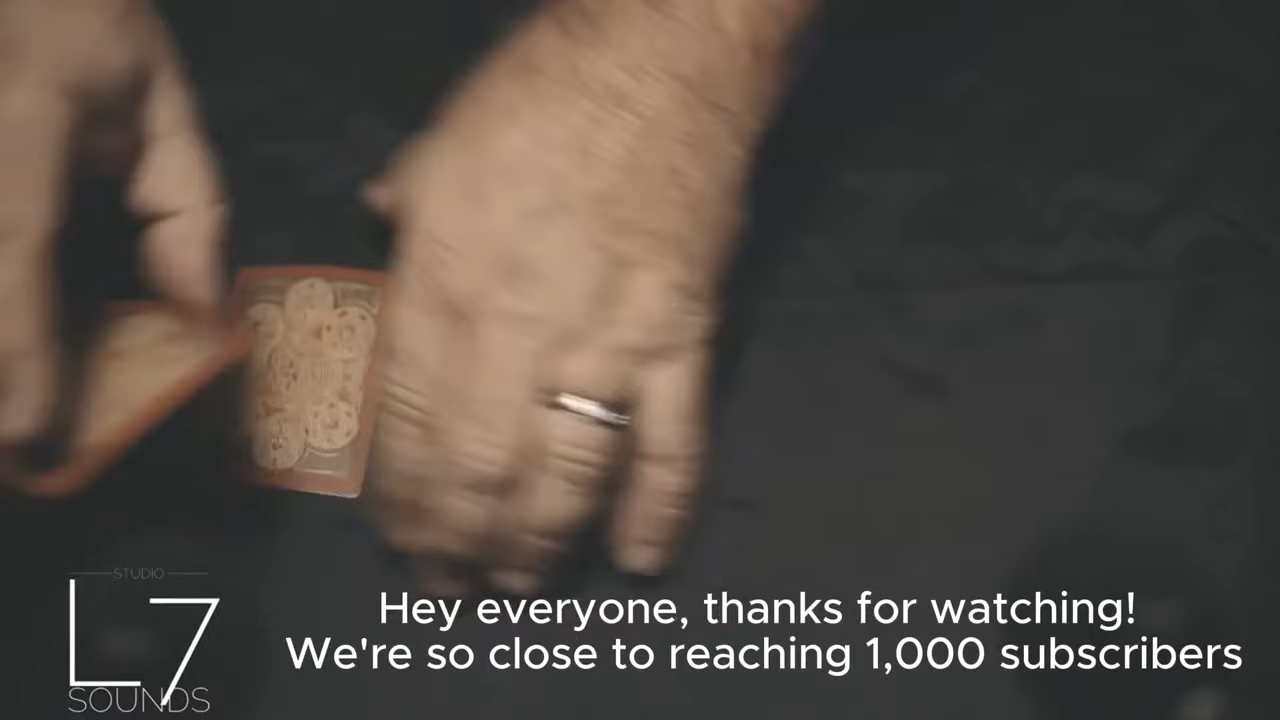 STUDIO
L7
SOUNDS
Hey everyone, thanks for watching!
We're so close to reaching 1,000 subscribers